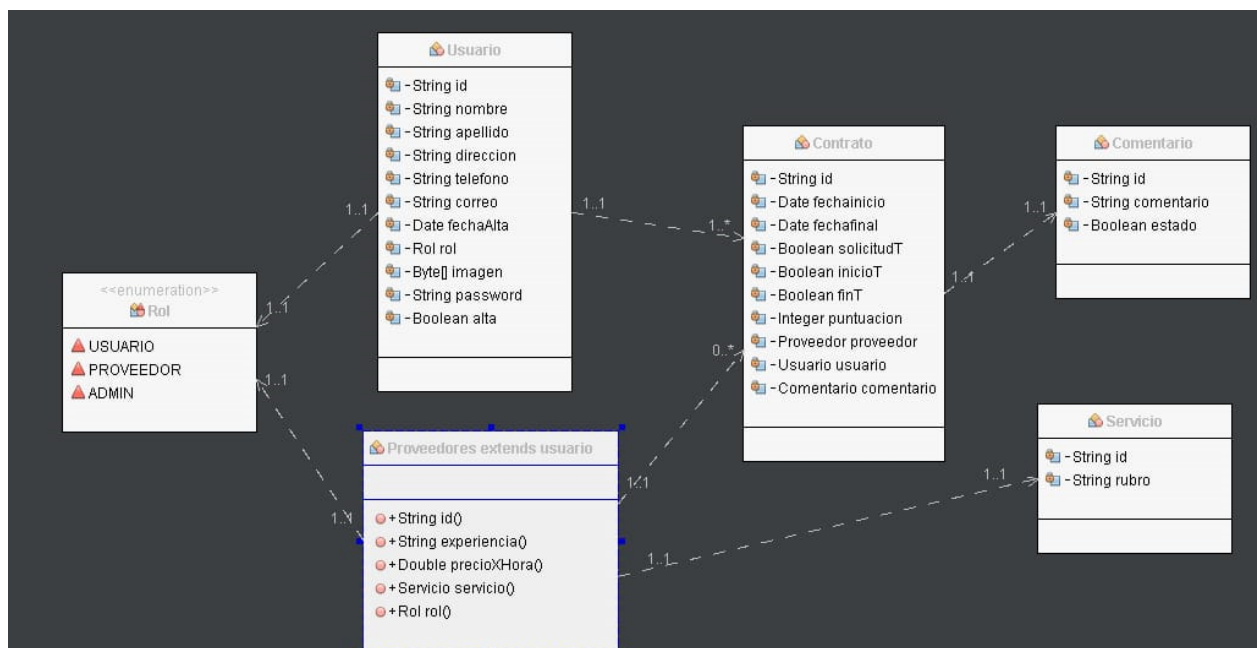 Usuario
-String id
-String nombre
-String apellido
-String direccion
-String telefono
-String correo
-Date fechaAlta
-Rol rol
-Byte[] imagen
-String password
-Boolean alta
1..1
1..1
1..1
1..*
Contrato
-String id
-Date fechainicio
-Date fechafinal
-Boolean solicitudT
-Boolean inicioT
-Boolean finT
-Integer puntuacion
-Proveedor proveedor
-Usuario usuario
-Comentario comentario
1..1
1..1
Comentario
-String id
-String comentario
-Boolean estado
<<enumeration>>
Rol
USUARIO
PROVEEDOR
ADMIN
1..1
1..1
0..*
1..1
Proveedores extends usuario
+String id()
+String experiencia()
+Double precioXHora()
+Servicio servicio()
+Rol rol()
1..1
1..1
Servicio
-String id
-String rubro